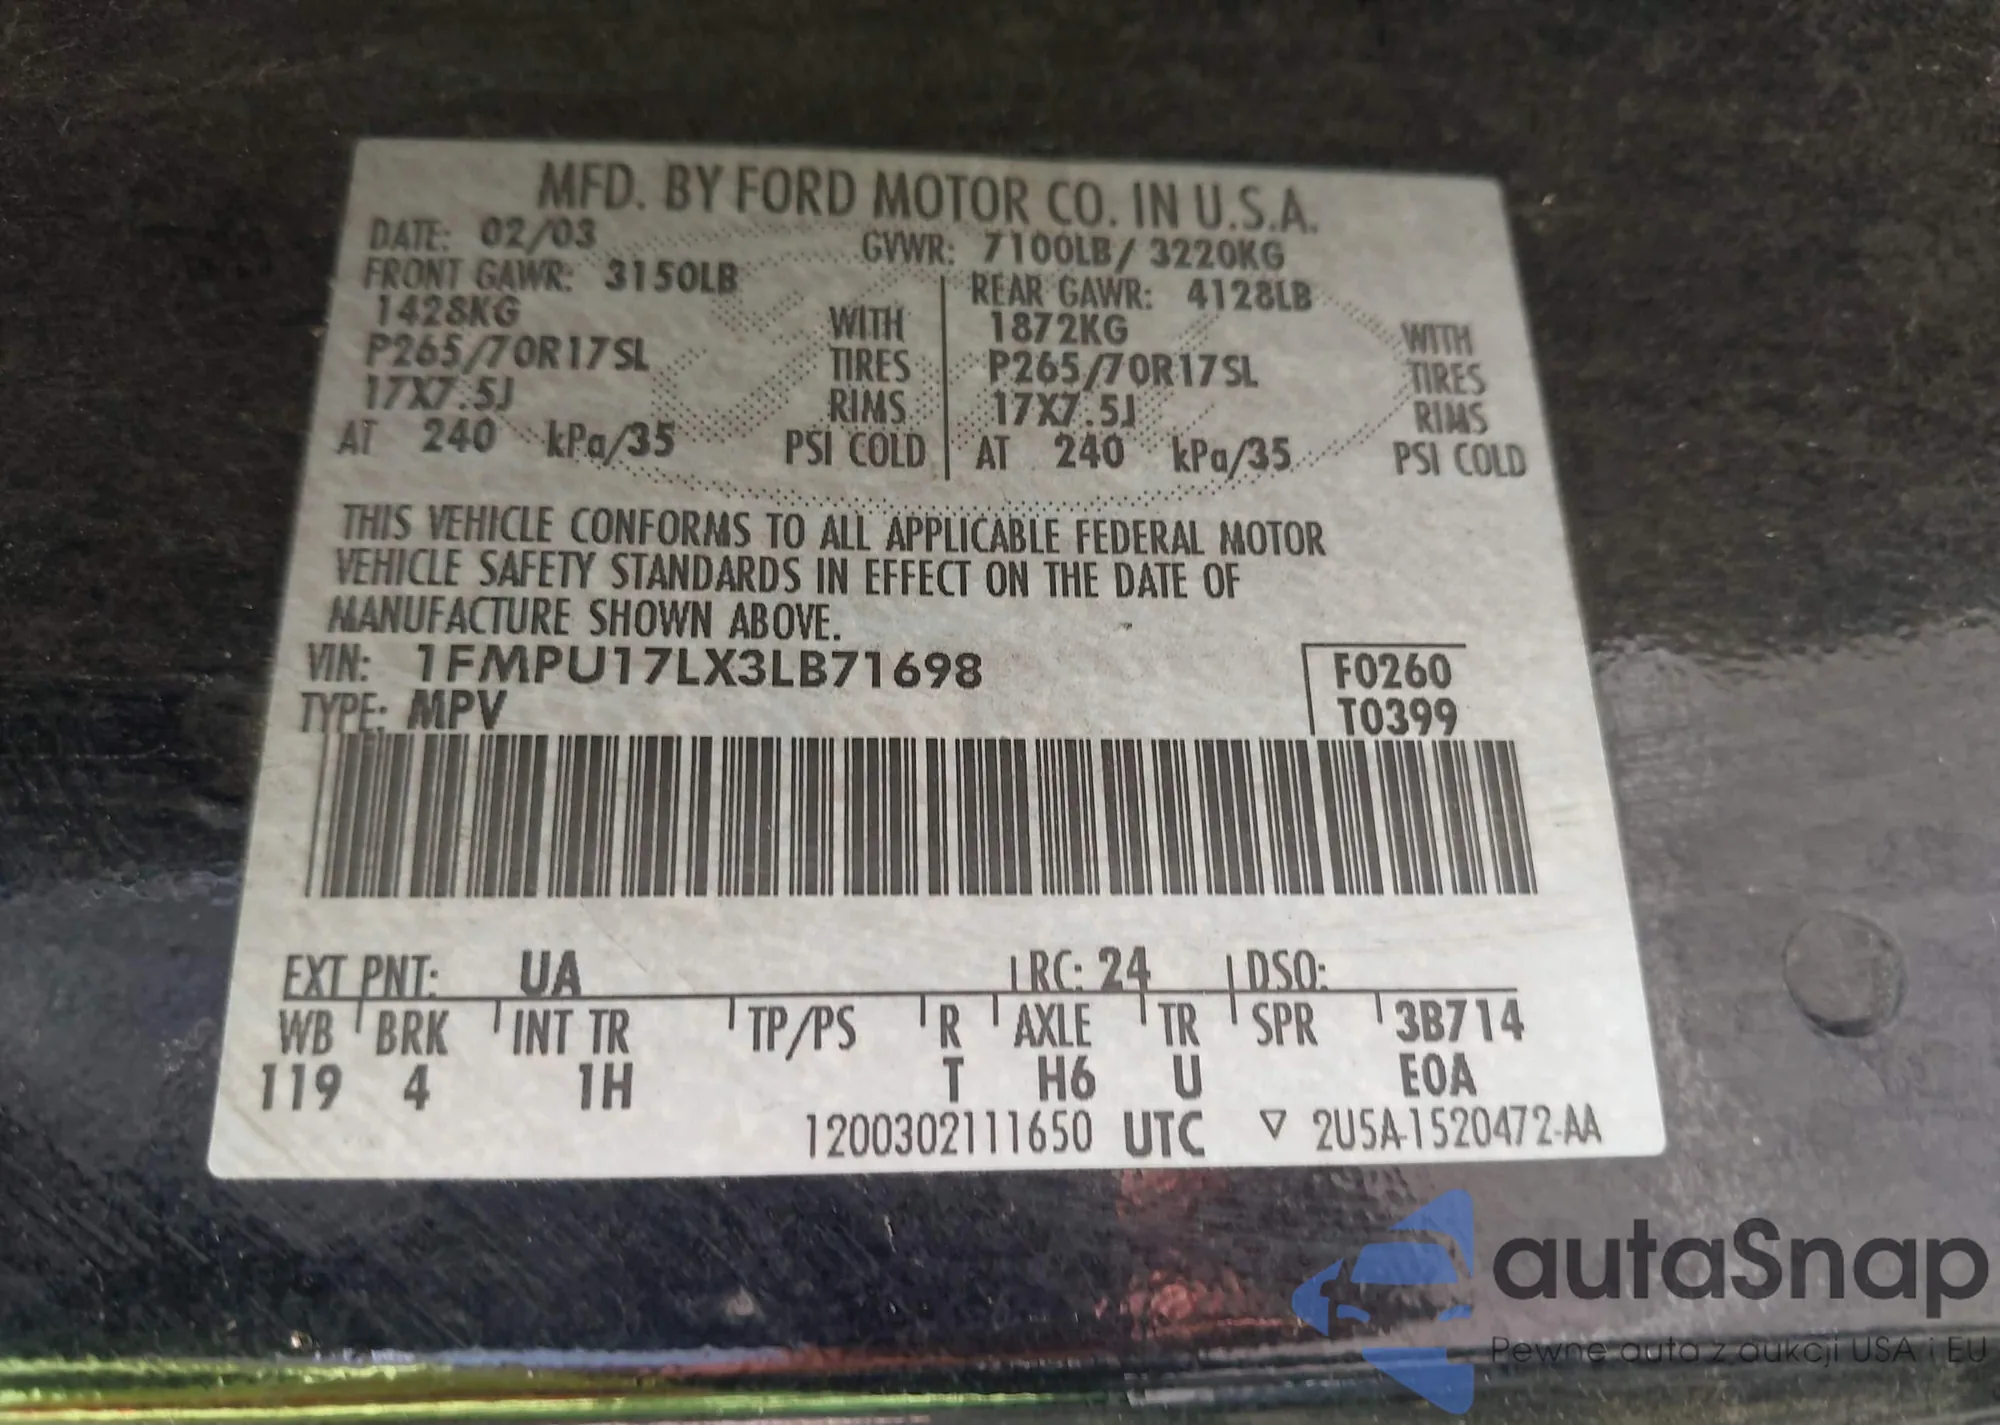 MFD. BY FORD MOTOR CO. IN U.S.A.
DATE: 02/03 GVWR: 7100LB/ 3220KG
FRONT GAWR: 3150LB REAR GAWR: 4128LB
1428KG WITH 1872KG WITH
P265/70R17SL TIRES P265/70R17SL TIRES
17X7.5J RIMS 17X7.5J RIMS
AT 240 kPa/35 PSI COLD AT 240 kPa/35 PSI COLD
THIS VEHICLE CONFORMS TO ALL APPLICABLE FEDERAL MOTOR
VEHICLE SAFETY STANDARDS IN EFFECT ON THE DATE OF
MANUFACTURE SHOWN ABOVE.
VIN: 1FMPU17LX3LB71698 F0260
TYPE: MPV T0399
EXT PNT: UA RC: 24 DSO:
WB BRK INT TR TP/PS R AXLE TR SPR 3B714
119 4 1H T H6 U E0A
1200302111650 UTC ▽ 2U5A-1520472-AA
autaSnap
Pewne auta z aukcji USA i EU